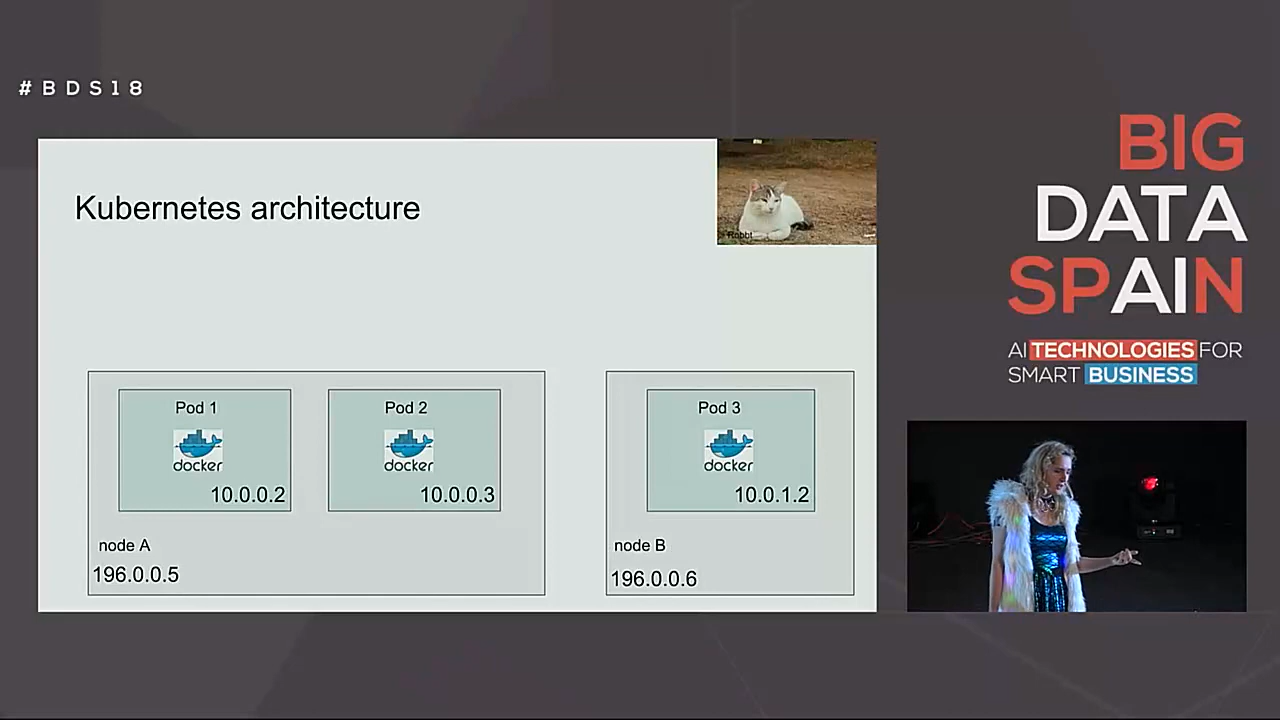 #BDS18
BIG
DATA
SPAIN
AI TECHNOLOGIES FOR
SMART BUSINESS
Kubernetes architecture
Pod 1
docker
10.0.0.2
Pod 2
docker
10.0.0.3
node A
196.0.0.5
Pod 3
docker
10.0.1.2
node B
196.0.0.6